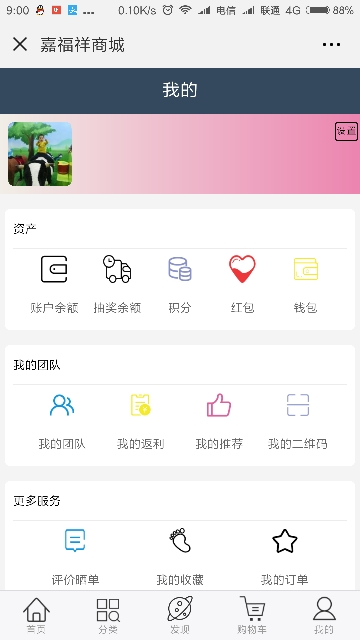 9:00 ... 0.10K/s 电信 联通 4G 88%
嘉福祥商城
我的
设置
资产
账户余额 抽奖余额 积分 红包 钱包
我的团队
我的团队 我的返利 我的推荐 我的二维码
更多服务
评价晒单 我的收藏 我的订单
首页 分类 发现 购物车 我的